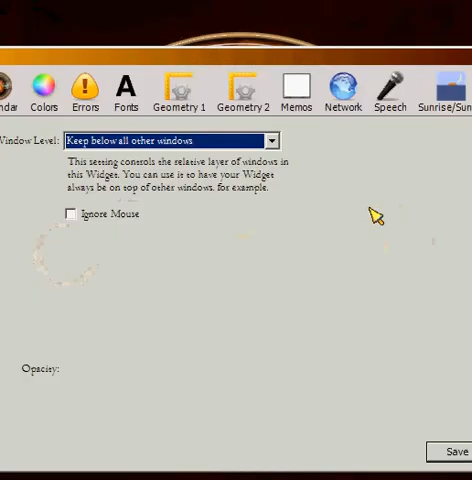 ndar Colors Errors Fonts Geometry 1 Geometry 2 Memos Network Speech Sunrise/Sun
Window Level: Keep below all other windows
This setting controls the relative layer of windows in
this Widget. You can use it to have your Widget
always be on top of other windows, for example.
Ignore Mouse
Opacity:
Save